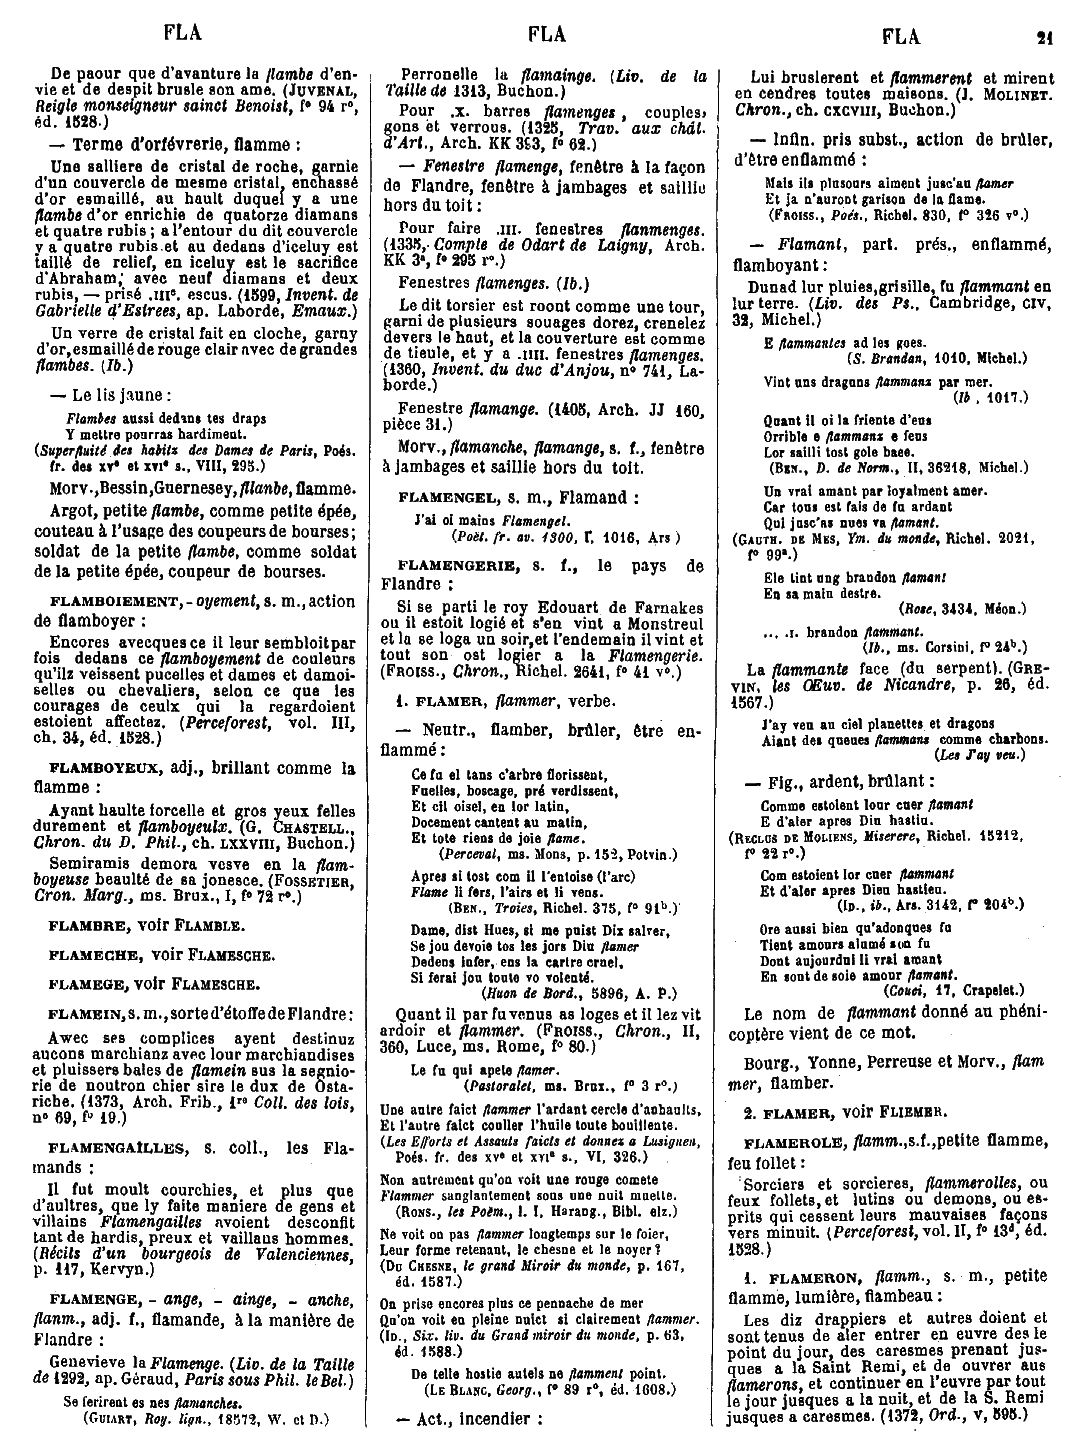 FLA
FLA
FLA
21
De paour que d'avanture la flambe d'en-
vie et de despit brusle son ame. (JUVENAL,
Reigle monseigneur sainct Benoist, f° 94 r°,
éd. 1528.)
— Terme d'orfévrerie, flamme :
Une salliere de cristal de roche, garnie
d'un couvercle de mesme cristal, enchassé
d'or esmaillé, au hault duquel y a une
flambe d'or enrichie de quatorze diamans
et quatre rubis ; a l'entour du dit couvercle
y a quatre rubis et au dedans d'iceluy est
taillé de relief, en iceluy est le sacrifice
d'Abraham, avec neuf diamans et deux
rubis, — prisé .IIIᶜ. escus. (1599, Invent. de
Gabrielle d'Estrees, ap. Laborde, Emaux.)
Un verre de cristal fait en cloche, garny
d'or, esmaillé de rouge clair avec de grandes
flambes. (Ib.)
— Le lis jaune :
Flambes aussi dedans tes draps
Y mettre pourras hardiment.
(Superfluité des habitz des Dames de Paris, Poés.
fr. des XVᵉ et XVIᵉ s., VIII, 295.)
Morv., Bessin, Guernesey, flianbe, flamme.
Argot, petite flambe, comme petite épée,
couteau à l'usage des coupeurs de bourses;
soldat de la petite flambe, comme soldat
de la petite épée, coupeur de bourses.
FLAMBOIEMENT, - oyement, s. m., action
de flamboyer :
Encores avecques ce il leur sembloit par
fois dedans ce flamboyement de couleurs
qu'ilz veissent pucelles et dames et damoi-
selles ou chevaliers, selon ce que les
courages de ceulx qui la regardoient
estoient affectez. (Perceforest, vol. III,
ch. 34, éd. 1528.)
FLAMBOYEUX, adj., brillant comme la
flamme :
Ayant haulte forcelle et gros yeux felles
durement et flamboyeulx. (G. CHASTELL.,
Chron. du D. Phil., ch. LXXVIII, Buchon.)
Semiramis demora vesve en la flam-
boyeuse beaulté de sa jonesce. (FOSSETIER,
Cron. Marg., ms. Brux., I, f° 72 r°.)
FLAMBRE, voir FLAMBLE.
FLAMECHE, voir FLAMESCHE.
FLAMEGE, voir FLAMESCHE.
FLAMEIN, s. m., sorte d'étoffe de Flandre :
Awec ses complices ayent destinuz
aucons marchianz avec lour marchiandises
et pluissers bales de flamein sus la segnio-
rie de noutron chier sire le dux de Osta-
riche. (1373, Arch. Frib., 1ʳᵉ Coll. des lois,
n° 69, f° 19.)
FLAMENGAILLES, s. coll., les Fla-
mands :
Il fut moult courchies, et plus que
d'aultres, que ly faite maniere de gens et
villains Flamengailles avoient desconfit
tant de hardis, preux et vaillans hommes.
(Récits d'un bourgeois de Valenciennes,
p. 117, Kervyn.)
FLAMENGE, - ange, - ainge, - anche,
flanm., adj. f., flamande, à la manière de
Flandre :
Genevieve la Flamenge. (Liv. de la Taille
de 1292, ap. Géraud, Paris sous Phil. le Bel.)
Se ferirent es nes flamanches.
(GUIART, Roy. lign., 18572, W. et D.)
Perronelle la flamainge. (Liv. de la
Taille de 1313, Buchon.)
Pour .x. barres flamenges, couples,
gons et verrous. (1325, Trav. aux chât.
d'Art., Arch. KK 393, f° 62.)
— Fenestre flamenge, fenêtre à la façon
de Flandre, fenêtre à jambages et saillie
hors du toit :
Pour faire .III. fenestres flanmenges.
(1335, Compte de Odart de Laigny, Arch.
KK 3ᵃ, f° 295 r°.)
Fenestres flamenges. (Ib.)
Le dit torsier est roont comme une tour,
garni de plusieurs souages dorez, crenelez
devers le haut, et la couverture est comme
de tieule, et y a .IIII. fenestres flamenges.
(1360, Invent. du duc d'Anjou, n° 741, La-
borde.)
Fenestre flamange. (1405, Arch. JJ 160,
pièce 31.)
Morv., flamanche, flamange, s. f., fenêtre
à jambages et saillie hors du toit.
FLAMENGEL, s. m., Flamand :
J'ai oi mains Flamengel.
(Poët. fr. av. 1300, I, 1016, Ars )
FLAMENGERIE, s. f., le pays de
Flandre :
Si se parti le roy Edouart de Farnakes
ou il estoit logié et s'en vint a Monstreul
et la se loga un soir, et l'endemain il vint et
tout son ost logier a la Flamengerie.
(FROISS., Chron., Richel. 2641, f° 41 v°.)
1. FLAMER, flammer, verbe.
— Neutr., flamber, brûler, être en-
flammé :
Ce fu el tans c'arbre florissent,
Fuelles, boscage, pré verdissent,
Et cil oisel, en lor latin,
Docement cantent au matin,
Et tote riens de joie flame.
(Perceval, ms. Mons, p. 152, Potvin.)
Apres si tost com il l'entoise (l'arc)
Flame li fers, l'airs et li vens.
(BEN., Troies, Richel. 375, f° 91ᵇ.)
Dame, dist Hues, si me puist Dix salver,
Se jou devoie tos les jors Diu flamer
Dedens infer, ens la cartre cruel,
Si ferai jou toute vo volenté.
(Huon de Bord., 5896, A. P.)
Quant il par fu venus as loges et il lez vit
ardoir et flammer. (FROISS., Chron., II,
360, Luce, ms. Rome, f° 80.)
Le fu qui apete flamer.
(Pastoralet, ms. Brux., f° 3 r°.)
Une autre faict flammer l'ardant cercle d'anbaults,
Et l'autre faict couller l'huile toute bouillente.
(Les Efforts et Assauts faicts et donnez a Lusignen,
Poés. fr. des XVᵉ et XVIᵉ s., VI, 326.)
Non autrement qu'on voit une rouge comete
Flammer sanglantement sous une nuit muette.
(RONS., les Poëm., l. I, Harang., Bibl. elz.)
Ne voit on pas flammer longtemps sur le foier,
Leur forme retenant, le chesne et le noyer ?
(DU CHESNE, le grand Miroir du monde, p. 167,
éd. 1587.)
On prise encores plus ce pennache de mer
Qu'on voit en pleine nuict si clairement flammer.
(ID., Six. liv. du Grand miroir du monde, p. 63,
éd. 1588.)
De telle hostie autels ne flamment point.
(LE BLANC, Georg., f° 89 r°, éd. 1608.)
— Act., incendier :
Lui bruslerent et flammerent et mirent
en cendres toutes maisons. (J. MOLINET.
Chron., ch. CXCVIII, Buchon.)
— Infin. pris subst., action de brûler,
d'être enflammé :
Mais ils plusours aiment jusc'au flamer
Et ja n'auront garison de la flame.
(FROISS., Poés., Richel. 830, f° 326 v°.)
— Flamant, part. prés., enflammé,
flamboyant :
Dunad lur pluies, grisille, fu flammant en
lur terre. (Liv. des Ps., Cambridge, CIV,
32, Michel.)
E flammantes ad les goes.
(S. Brandan, 1010, Michel.)
Vint uns dragons flammanz par mer.
(Ib , 1017.)
Quant il oi la friente d'eus
Orrible e flammanz e feus
Lor sailli tost gole baee.
(BEN., D. de Norm., II, 36218, Michel.)
Un vrai amant par loyalment amer.
Car tous est fais de fu ardant
Qui jusc'as nues va flamant.
(GAUTH. DE MES, Ym. du monde, Richel. 2021,
f° 99ᵃ.)
Ele tint ung brandon flamant
En sa main destre.
(Rose, 3434, Méon.)
... .I. brandon flammant.
(Ib., ms. Corsini, f° 24ᵇ.)
La flammante face (du serpent). (GRE-
VIN, les Œuv. de Nicandre, p. 26, éd.
1567.)
J'ay veu au ciel planettes et dragons
Aiant des queues flammans comme charbons.
(Les J'ay veu.)
— Fig., ardent, brûlant :
Comme estoient lour cuer flamant
E d'aler apres Diu hastiu.
(RECLUS DE MOLIENS, Miserere, Richel. 15212,
f° 22 r°.)
Com estoient lor cuer flammant
Et d'aler apres Dieu hastieu.
(ID., ib., Ars. 3142, f° 204ᵇ.)
Ore aussi bien qu'adonques fu
Tient amours alumé son fu
Dont aujourdui li vrai amant
En sont de soie amour flamant.
(Couci, 17, Crapelet.)
Le nom de flammant donné au phéni-
coptère vient de ce mot.
Bourg., Yonne, Perreuse et Morv., flam
mer, flamber.
2. FLAMER, voir FLIEMER.
FLAMEROLE, flamm., s. f., petite flamme,
feu follet :
Sorciers et sorcieres, flammerolles, ou
feux follets, et lutins ou demons, ou es-
prits qui cessent leurs mauvaises façons
vers minuit. (Perceforest, vol. II, f° 13ᵈ, éd.
1528.)
1. FLAMERON, flamm., s. m., petite
flamme, lumière, flambeau :
Les diz drappiers et autres doient et
sont tenus de aler entrer en euvre des le
point du jour, des caresmes prenant jus-
ques a la Saint Remi, et de ouvrer aus
flamerons, et continuer en l'euvre par tout
le jour jusques a la nuit, et de la S. Remi
jusques a caresmes. (1372, Ord., V, 595.)